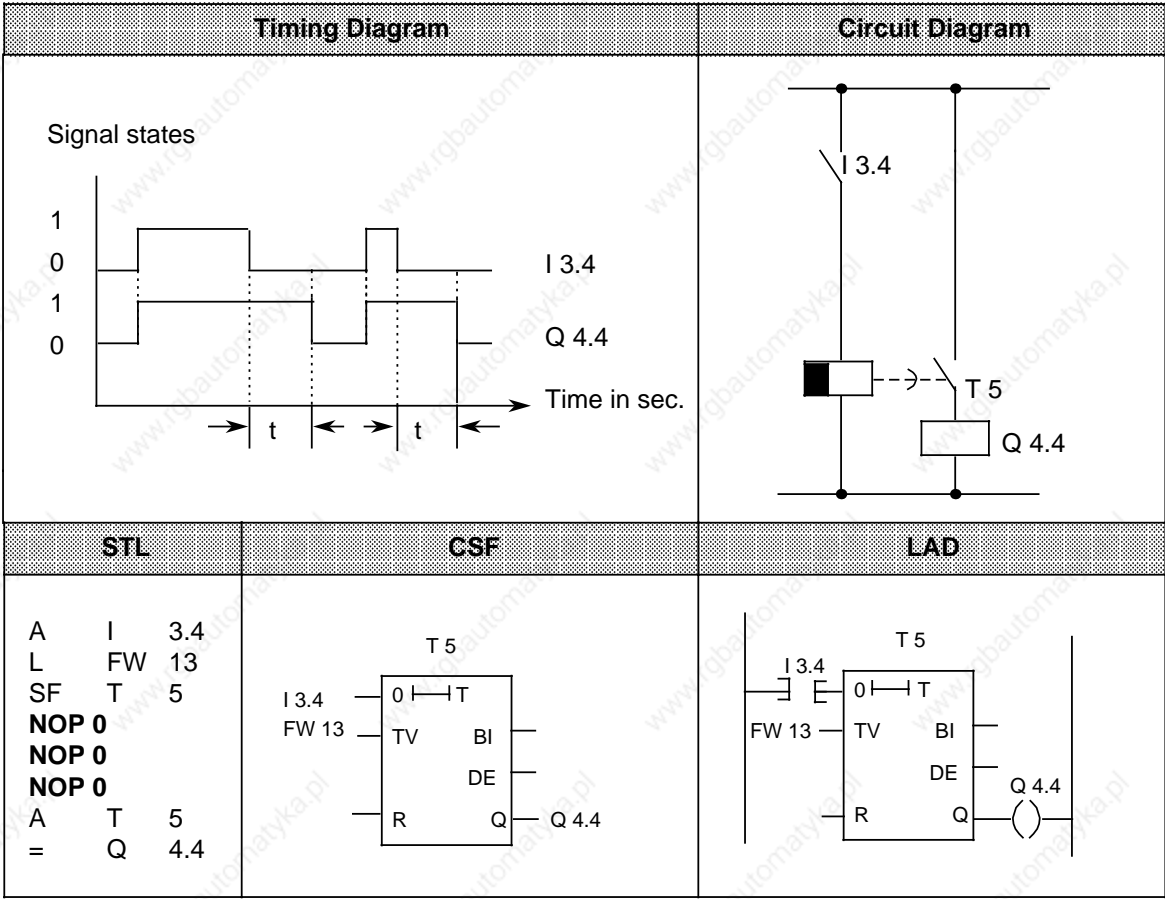 Timing Diagram
Circuit Diagram
Signal states
1
0
I 3.4
1
0
Q 4.4
Time in sec.
t
t
I 3.4
T 5
Q 4.4
STL
CSF
LAD
A I 3.4
L FW 13
SF T 5
NOP 0
NOP 0
NOP 0
A T 5
= Q 4.4
T 5
I 3.4
0 T
FW 13
TV BI
DE
R Q
Q 4.4
T 5
I 3.4
0 T
FW 13
TV BI
DE
Q 4.4
R Q
www.rgbautomatyka.pl